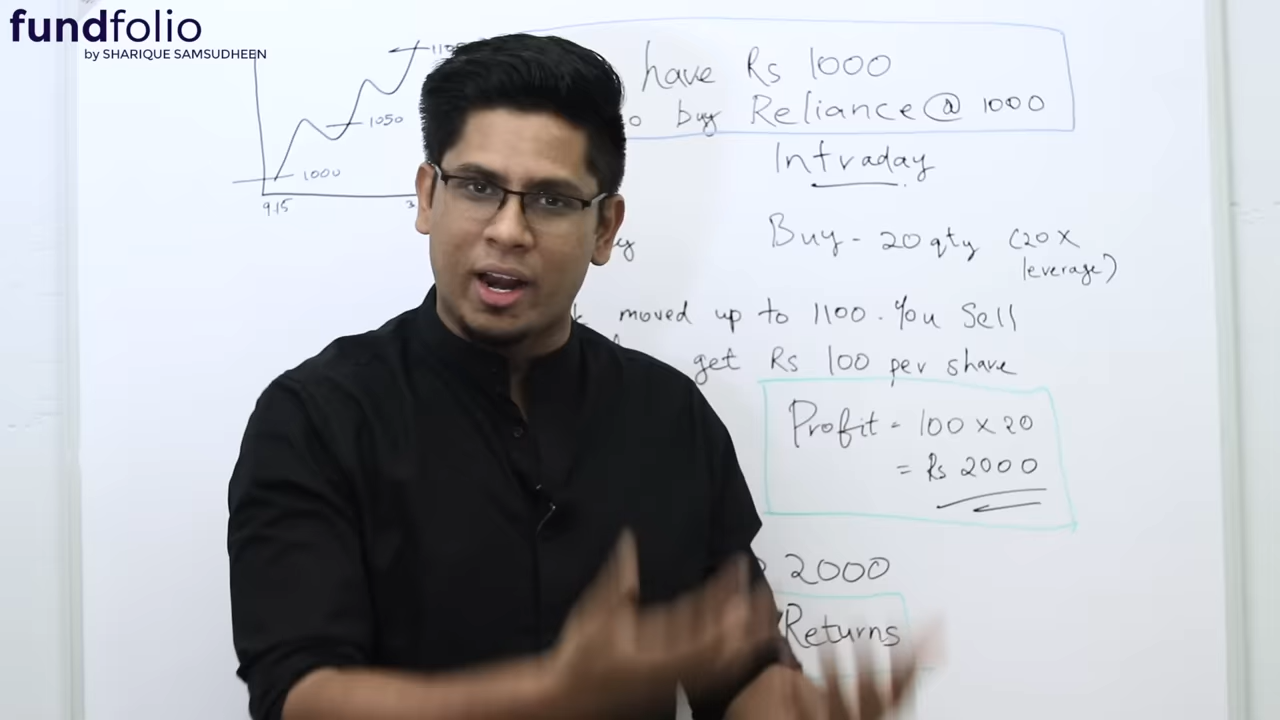 fundfolio
by SHARIQUE SAMSUDHEEN
1050
1000
9.15
have Rs 1000
buy Reliance @ 1000
Intraday
Buy - 20 qty (20X
leverage)
moved up to 1100. You Sell
get Rs 100 per share
Profit = 100 x 20
= Rs 2000
2000
Returns